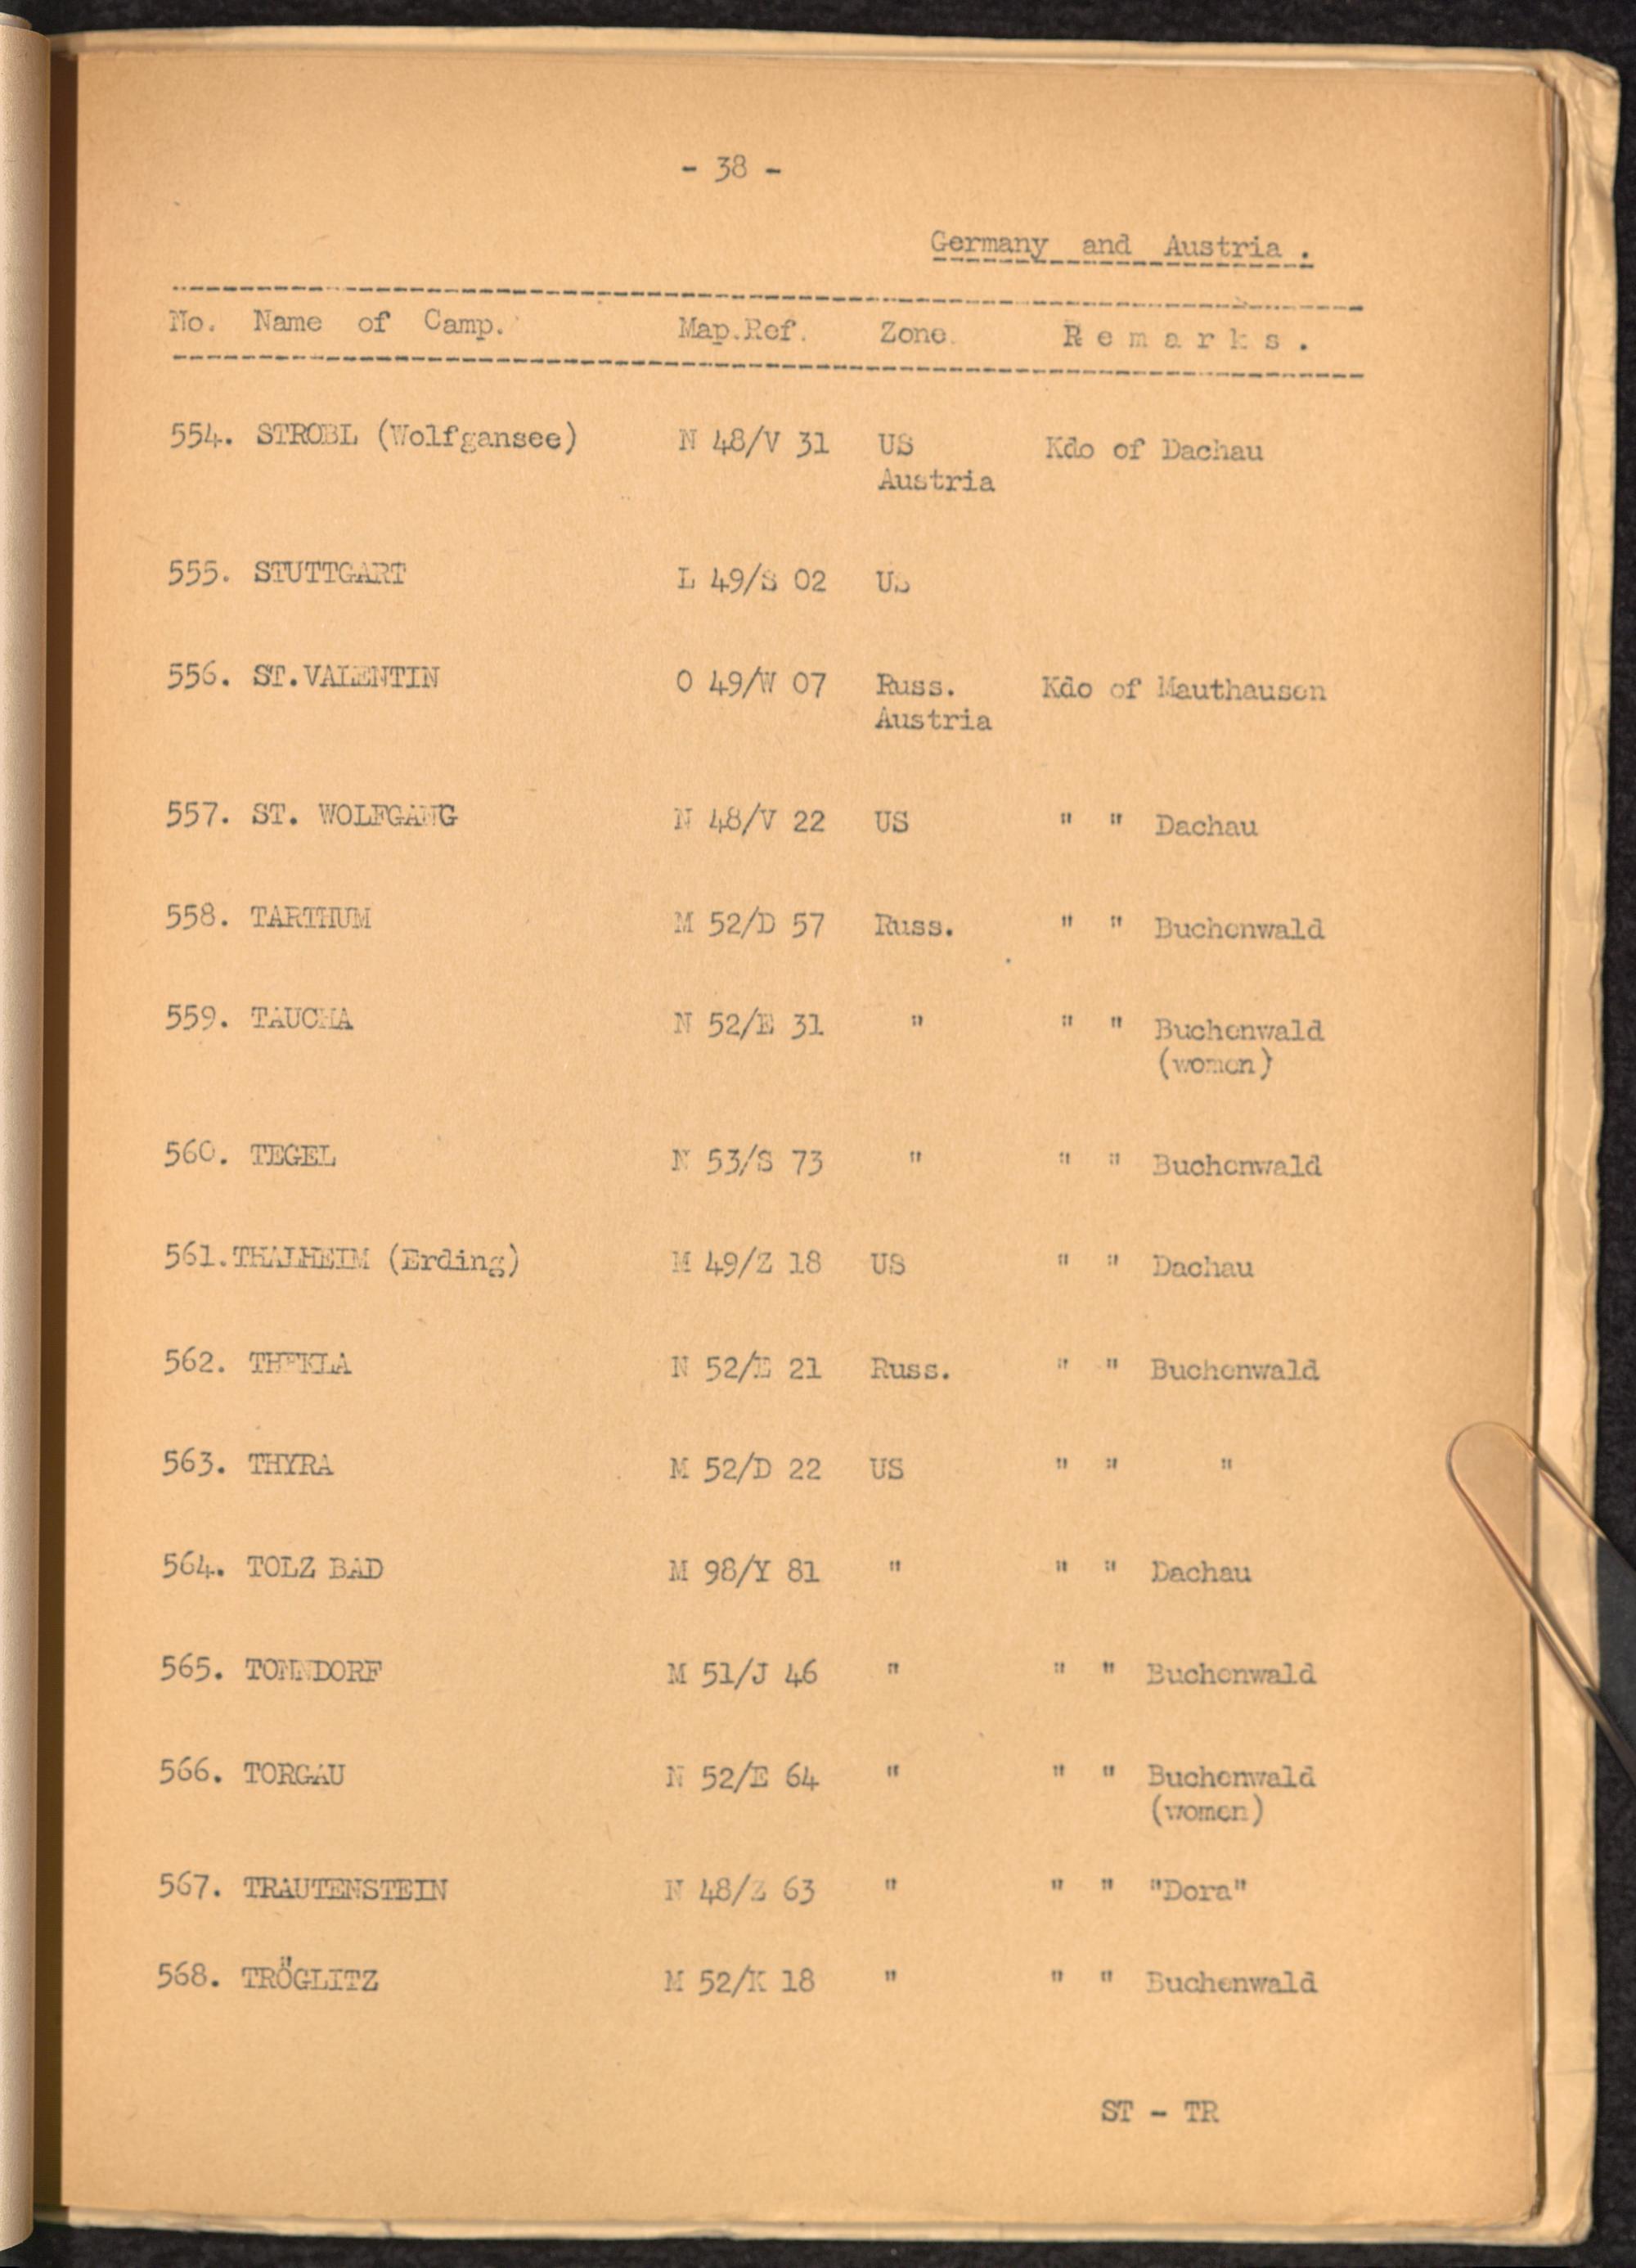 - 38 -
Germany and Austria .
No. Name of Camp. Map.Ref. Zone. Remarks.
554. STROBL (Wolfgansee) N 48/V 31 US Kdo of Dachau
Austria
555. STUTTGART L 49/S 02 US
556. ST.VALENTIN O 49/W 07 Russ. Kdo of Mauthausen
Austria
557. ST. WOLFGANG N 48/V 22 US " " Dachau
558. TARTHUM M 52/D 57 Russ. " " Buchenwald
559. TAUCHA N 52/E 31 " " " Buchenwald
(women)
560. TEGEL N 53/S 73 " " " Buchenwald
561. THALHEIM (Erding) M 49/Z 18 US " " Dachau
562. THEKLA N 52/E 21 Russ. " " Buchenwald
563. THYRA M 52/D 22 US " " "
564. TOLZ BAD M 98/Y 81 " " " Dachau
565. TONNDORF M 51/J 46 " " " Buchenwald
566. TORGAU N 52/E 64 " " " Buchenwald
(women)
567. TRAUTENSTEIN N 48/Z 63 " " " "Dora"
568. TRÖGLITZ M 52/K 18 " " " Buchenwald
ST - TR